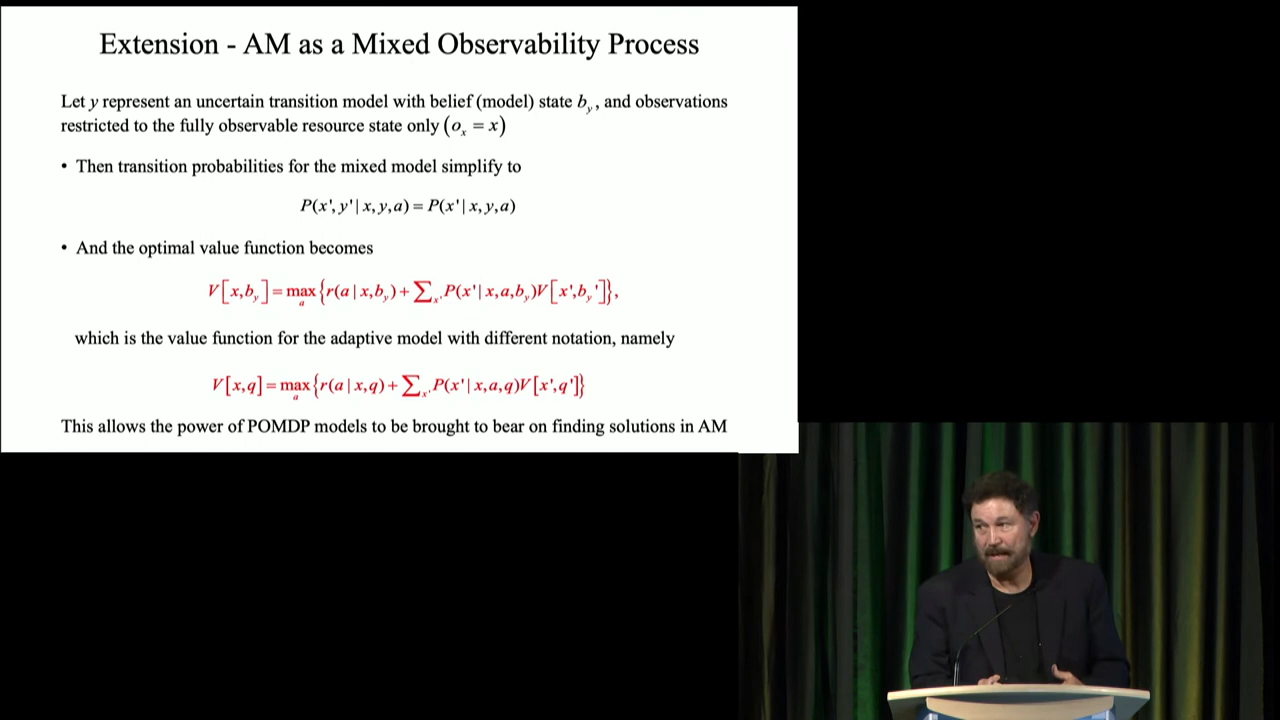 Extension - AM as a Mixed Observability Process
Let y represent an uncertain transition model with belief (model) state b_y, and observations
restricted to the fully observable resource state only (o_x = x)
• Then transition probabilities for the mixed model simplify to
P(x',y'|x,y,a) = P(x'|x,y,a)
• And the optimal value function becomes
V[x,b_y] = max_a {r(a|x,b_y) + ∑_x' P(x'|x,a,b_y)V[x',b_y']},
which is the value function for the adaptive model with different notation, namely
V[x,q] = max_a {r(a|x,q) + ∑_x' P(x'|x,a,q)V[x',q']}
This allows the power of POMDP models to be brought to bear on finding solutions in AM